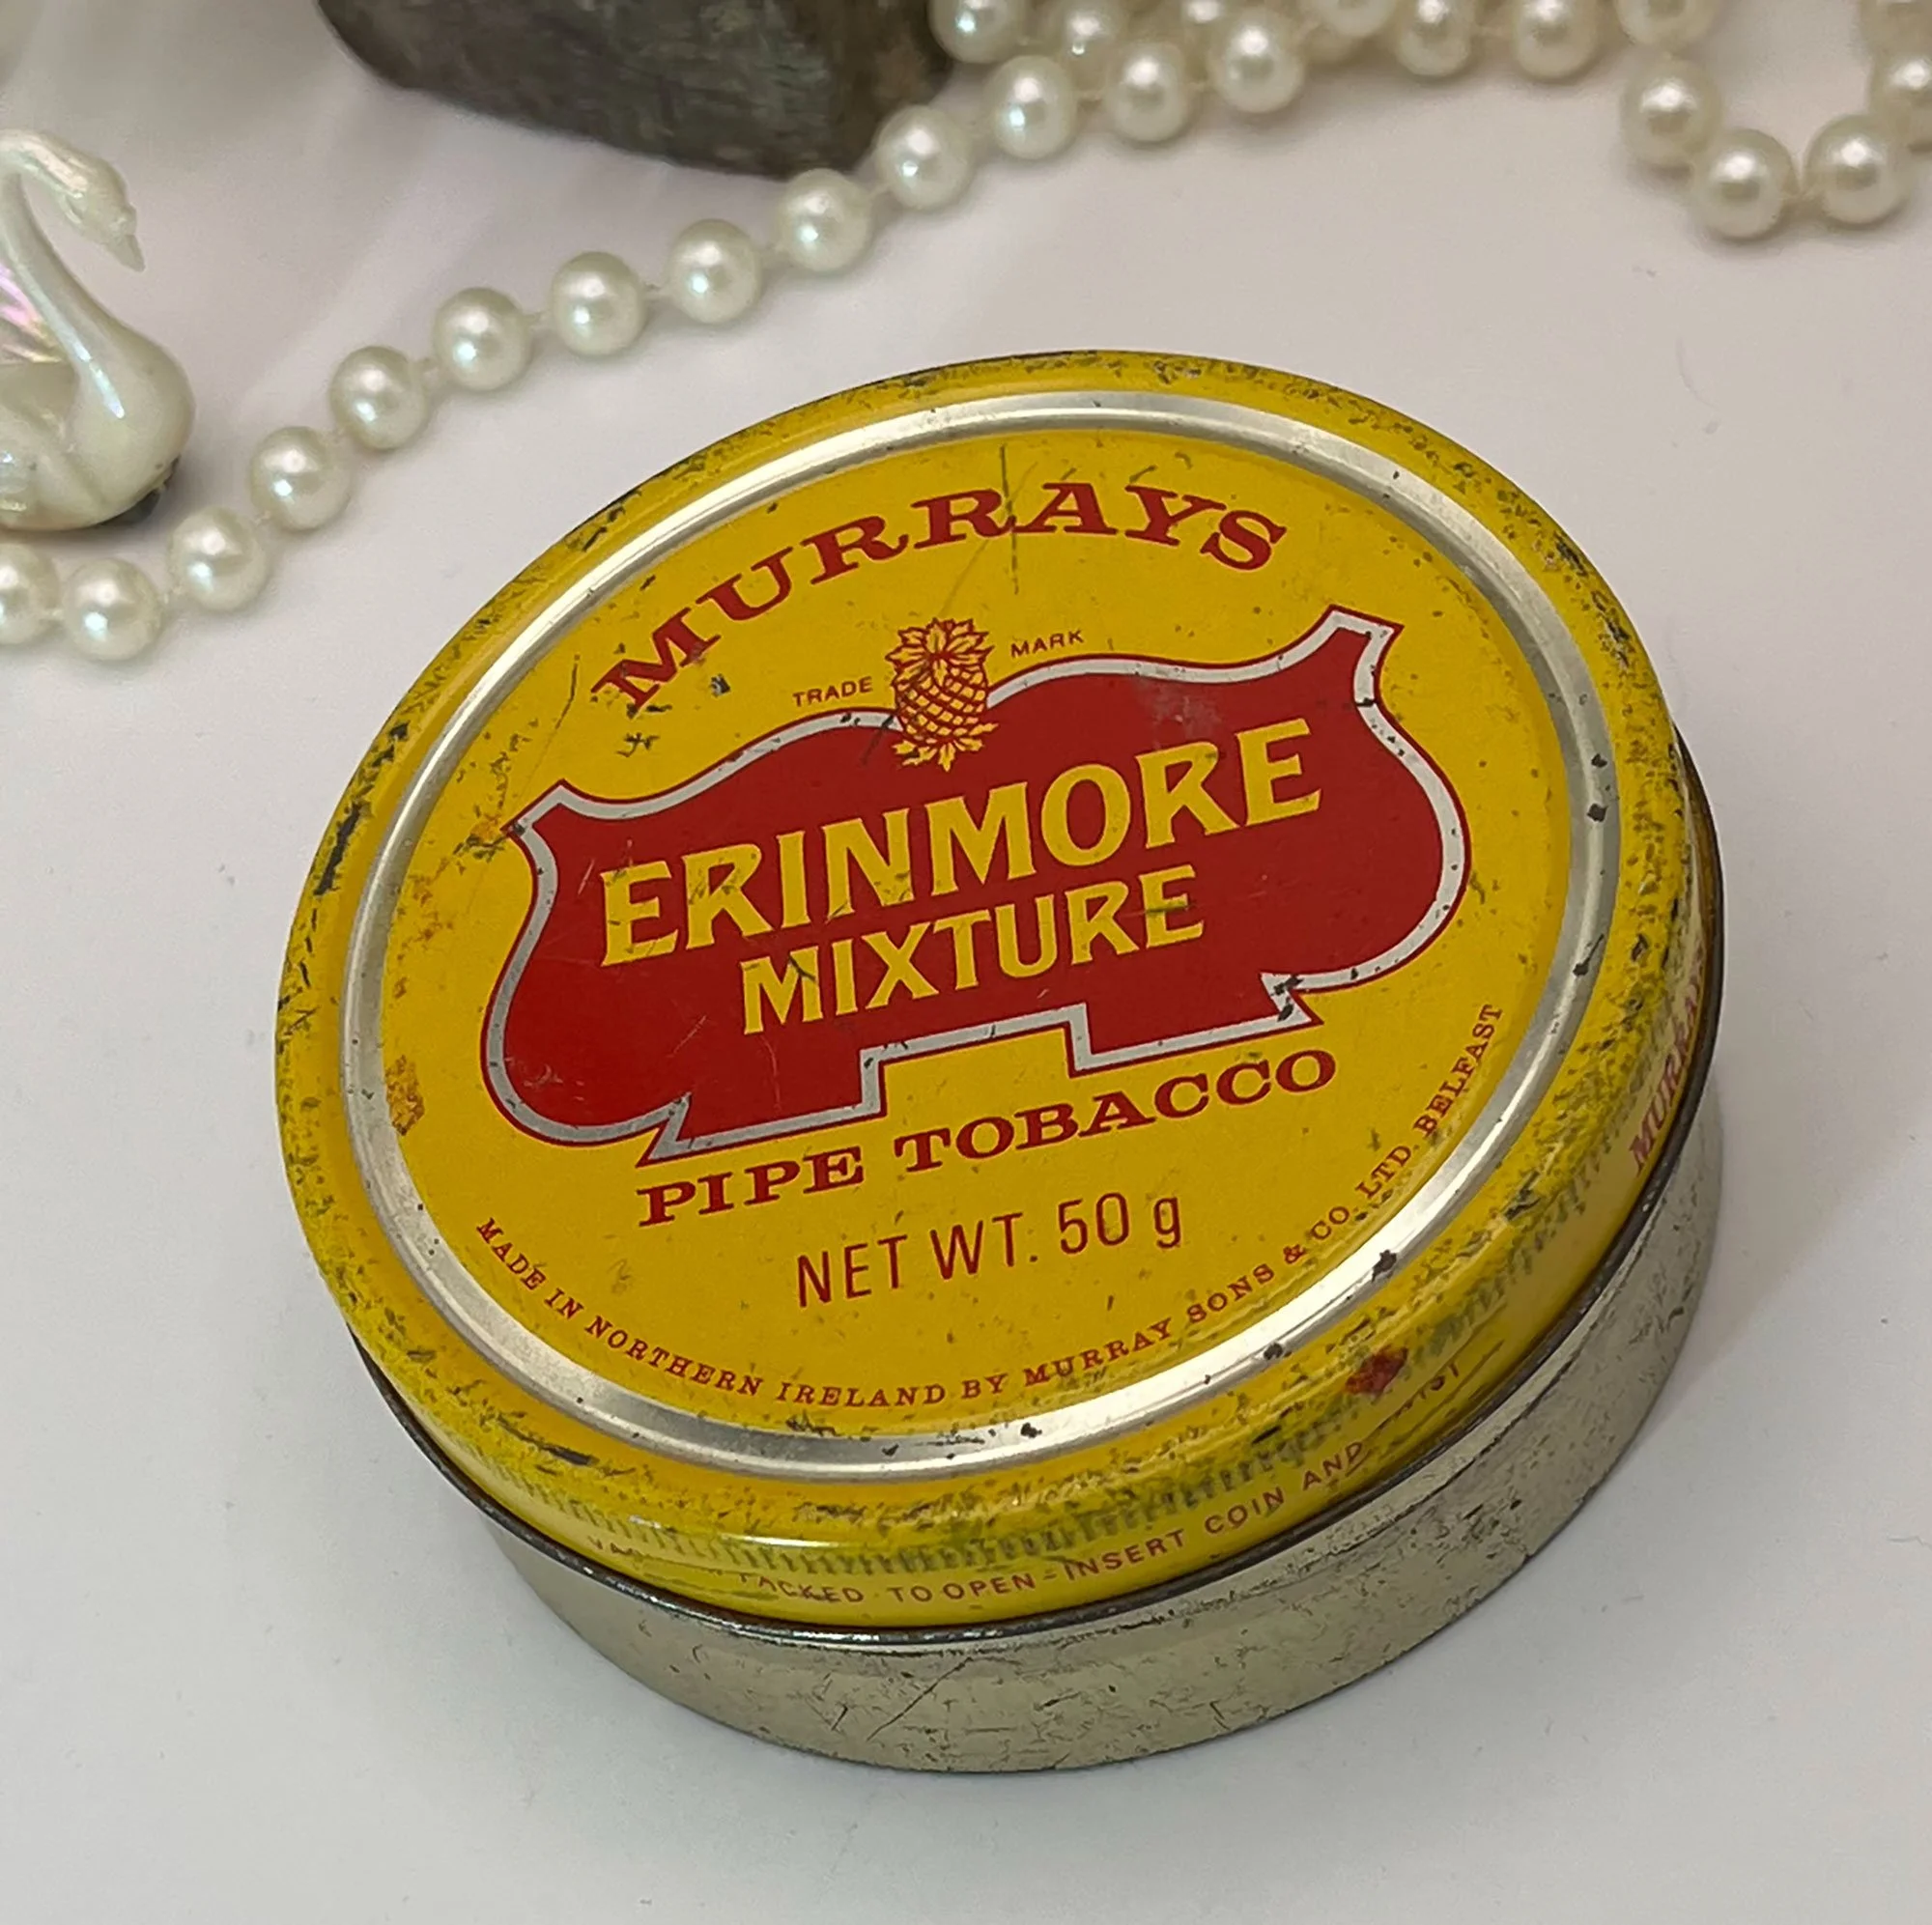 MURRAYS
TRADE MARK
ERINMORE
MIXTURE
PIPE TOBACCO
NET WT. 50 g
MADE IN NORTHERN IRELAND BY MURRAY SONS & CO. LTD. BELFAST
TO OPEN-INSERT COIN AND